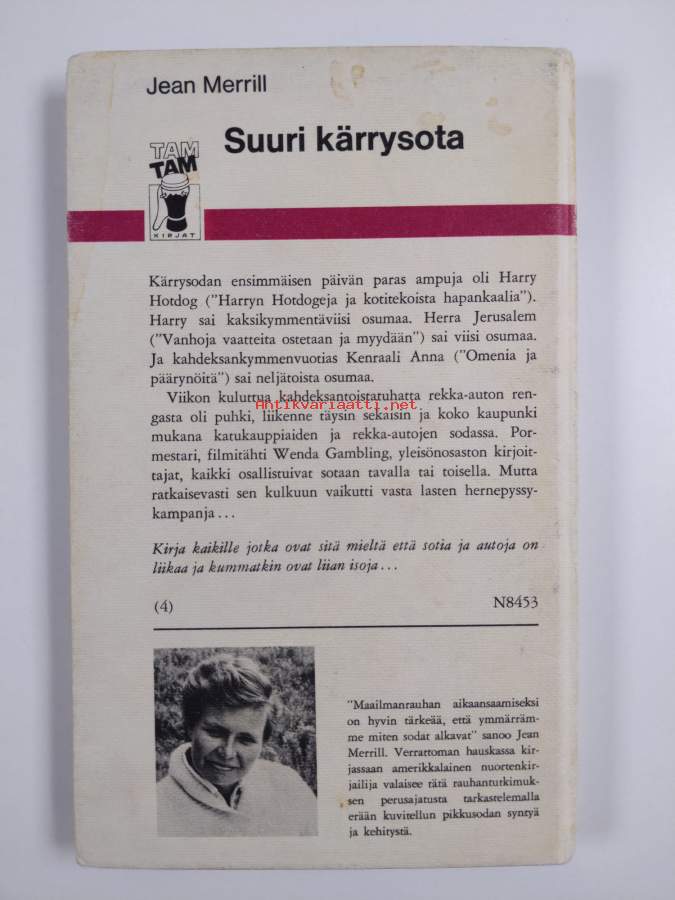 Jean Merrill
Suuri kärrysota
TAM
TAM
KIRJAT
Kärrysodan ensimmäisen päivän paras ampuja oli Harry
Hotdog ("Harryn Hotdogeja ja kotitekoista hapankaalia").
Harry sai kaksikymmentäviisi osumaa. Herra Jerusalem
("Vanhoja vaatteita ostetaan ja myydään") sai viisi osumaa.
Ja kahdeksankymmenvuotias Kenraali Anna ("Omenia ja
päärynöitä") sai neljätoista osumaa.
Viikon kuluttua kahdeksantoistatuhatta rekka-auton ren-
Antikvariaatti.net
gasta oli puhki, liikenne täysin sekaisin ja koko kaupunki
mukana katukauppiaiden ja rekka-autojen sodassa. Por-
mestari, filmitähti Wenda Gambling, yleisönosaston kirjoit-
tajat, kaikki osallistuivat sotaan tavalla tai toisella. Mutta
ratkaisevasti sen kulkuun vaikutti vasta lasten hernepyssy-
kampanja...
Kirja kaikille jotka ovat sitä mieltä että sotia ja autoja on
liikaa ja kummatkin ovat liian isoja...
(4) N8453
"Maailmanrauhan aikaansaamiseksi
on hyvin tärkeää, että ymmärräm-
me miten sodat alkavat" sanoo Jean
Merrill. Verrattoman hauskassa kir-
jassaan amerikkalainen nuortenkir-
jailija valaisee tätä rauhantutkimuk-
sen perusajatusta tarkastelemalla
erään kuvitellun pikkusodan syntyä
ja kehitystä.